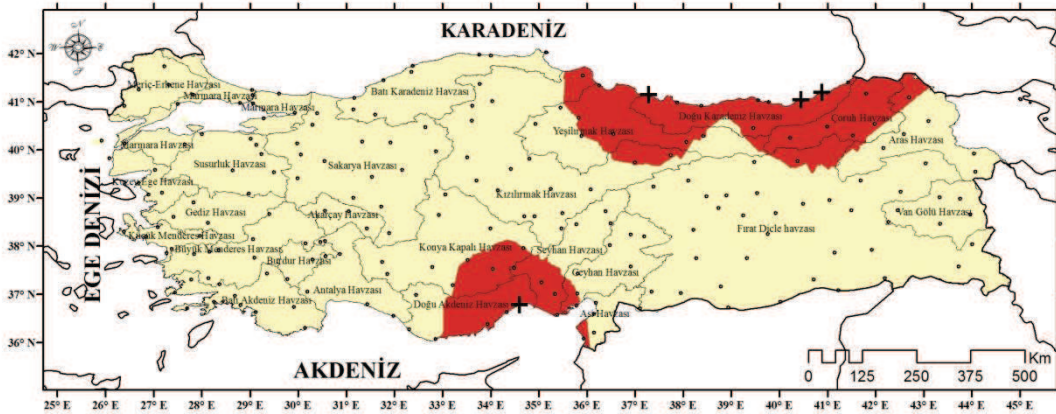 KARADENİZ
42° N
41° N
40° N
39° N
38° N
37° N
36° N
EGE DENİZİ
Meriç-Ergene Havzası
Marmara Havzası
Marmara Havzası
Batı Karadeniz Havzası
Yeşilırmak Havzası
Doğu Karadeniz Havzası
Çoruh Havzası
Aras Havzası
Marmara Havzası
Susurluk Havzası
Sakarya Havzası
Kuzey Ege Havzası
Kızılırmak Havzası
Gediz Havzası
Akarçay Havzası
Van Gölü Havzası
Fırat Dicle havzası
Küçük Menderes Havzası
Büyük Menderes Havzası
Konya Kapalı Havzası
Seyhan Havzası
Burdur Havzası
Ceyhan havzası
Antalya Havzası
Batı Akdeniz Havzası
Doğu Akdeniz Havzası
Asi Havzası
AKDENİZ
Km
0 125 250 375 500
25° E 26° E 27° E 28° E 29° E 30° E 31° E 32° E 33° E 34° E 35° E 36° E 37° E 38° E 39° E 40° E 41° E 42° E 43° E 44° E 45° E